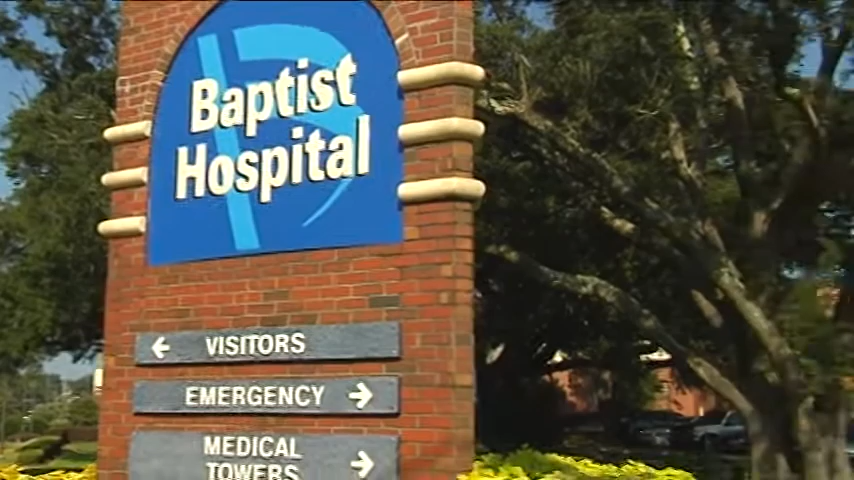 Baptist
Hospital
← VISITORS
EMERGENCY →
MEDICAL
TOWERS →